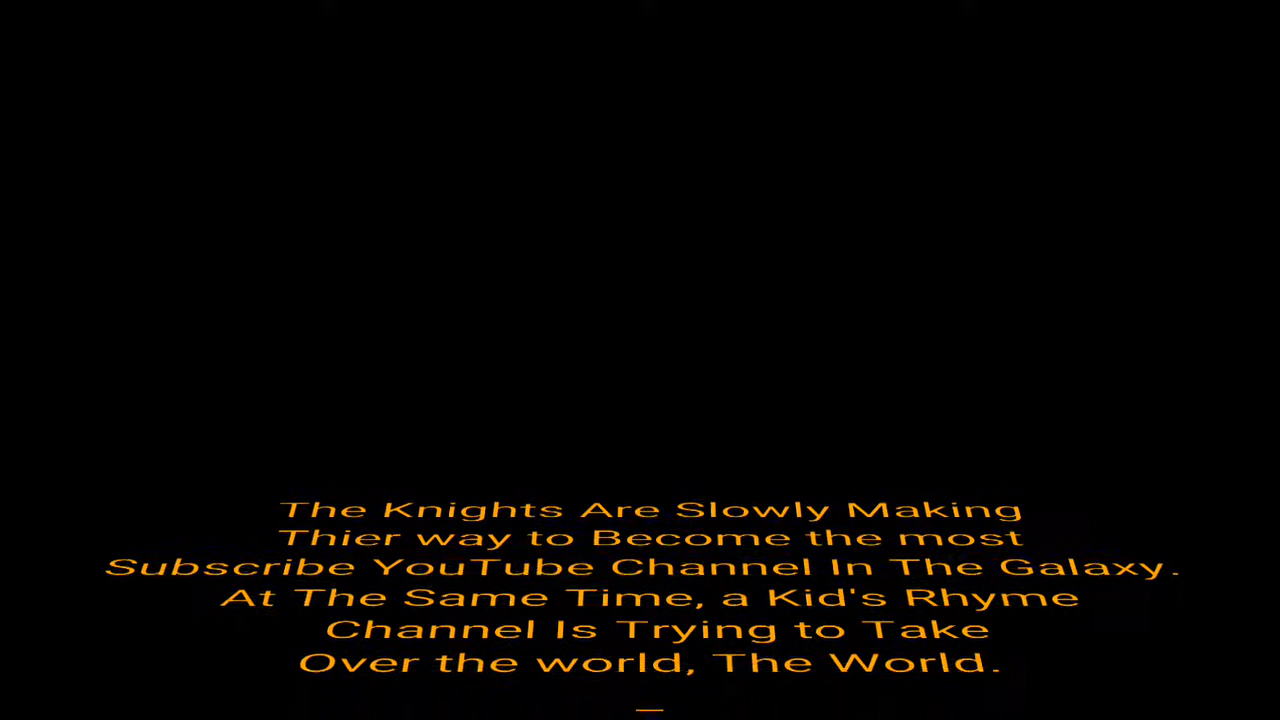 The Knights Are Slowly Making
Thier way to Become the most
Subscribe YouTube Channel In The Galaxy.
At The Same Time, a Kid's Rhyme
Channel Is Trying to Take
Over the world, The World.